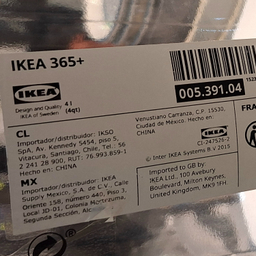 IKEA 365+
IKEA
Design and Quality
IKEA of Sweden
4 l
(4qt)
005.391.04
CL
Importador/distribuidor: IKSO
SpA, Av. Kennedy 5454, piso 5,
Vitacura, Santiago, Chile, Tel.: 56
2 241 28 900, RUT: 76.993.859-1
Hecho en: CHINA
MX
Importador/distribuidor: IKEA
Supply Mexico, S.A. de C.V., Calle
Oriente 158, número 440, Piso 3,
Local JD-01, Colonia Moctezuma,
Segunda Sección, Alcaldía
Venustiano Carranza, C.P. 15530,
Ciudad de México. Hecho en:
CHINA
IKEA
© Inter IKEA Systems B.V 2015
Imported to GB by
IKEA Ltd., 100 Avebury
Boulevard, Milton Keynes,
United Kingdom, MK9 1FH
FRA